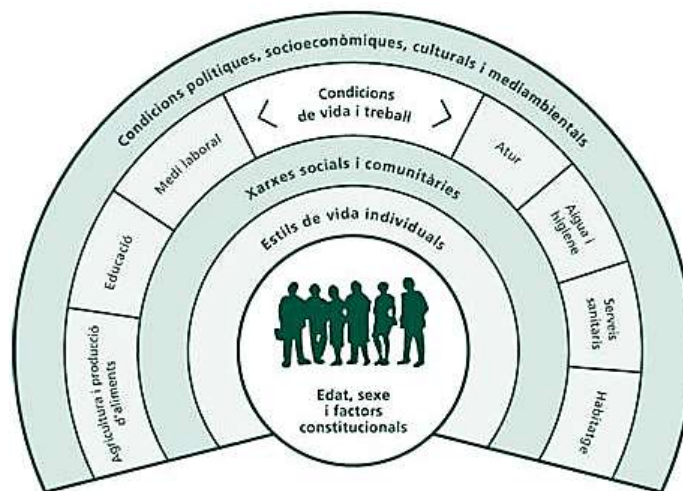 Condicions polítiques, socioeconòmiques, culturals i mediambientals
Condicions
de vida i treball
Agricultura i producció
d'aliments
Educació
Medi laboral
Atur
Aigua i
higiene
Serveis
sanitaris
Habitatge
Xarxes socials i comunitàries
Estils de vida individuals
Edat, sexe
i factors
constitucionals